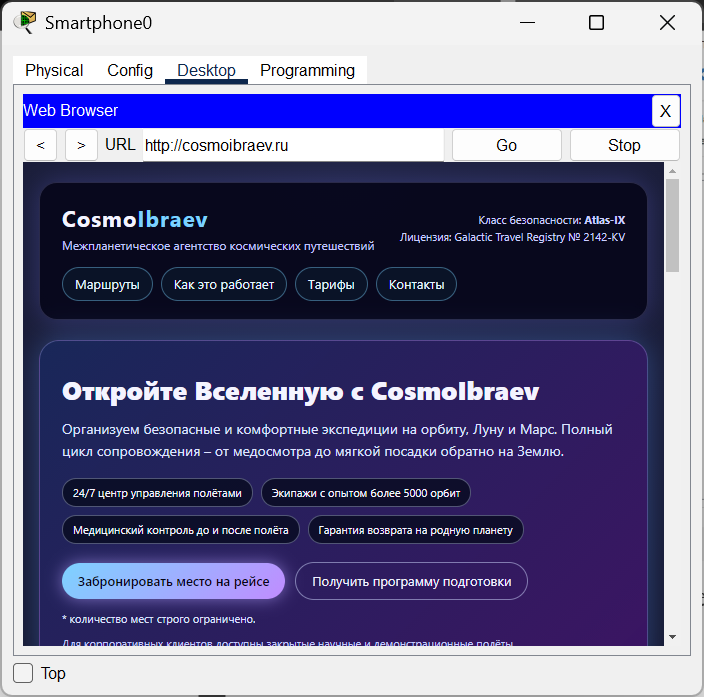 Smartphone0
Physical Config Desktop Programming
Web Browser X
< > URL http://cosmoibraev.ru Go Stop
CosmoIbraev
Межпланетическое агентство космических путешествий
Класс безопасности: Atlas-IX
Лицензия: Galactic Travel Registry № 2142-KV
Маршруты Как это работает Тарифы Контакты
Откройте Вселенную с CosmoIbraev
Организуем безопасные и комфортные экспедиции на орбиту, Луну и Марс. Полный
цикл сопровождения – от медосмотра до мягкой посадки обратно на Землю.
24/7 центр управления полётами Экипажи с опытом более 5000 орбит
Медицинский контроль до и после полёта Гарантия возврата на родную планету
Забронировать место на рейсе Получить программу подготовки
* количество мест строго ограничено.
Для корпоративных клиентов доступны закрытые научные и демонстрационные полёты
Top